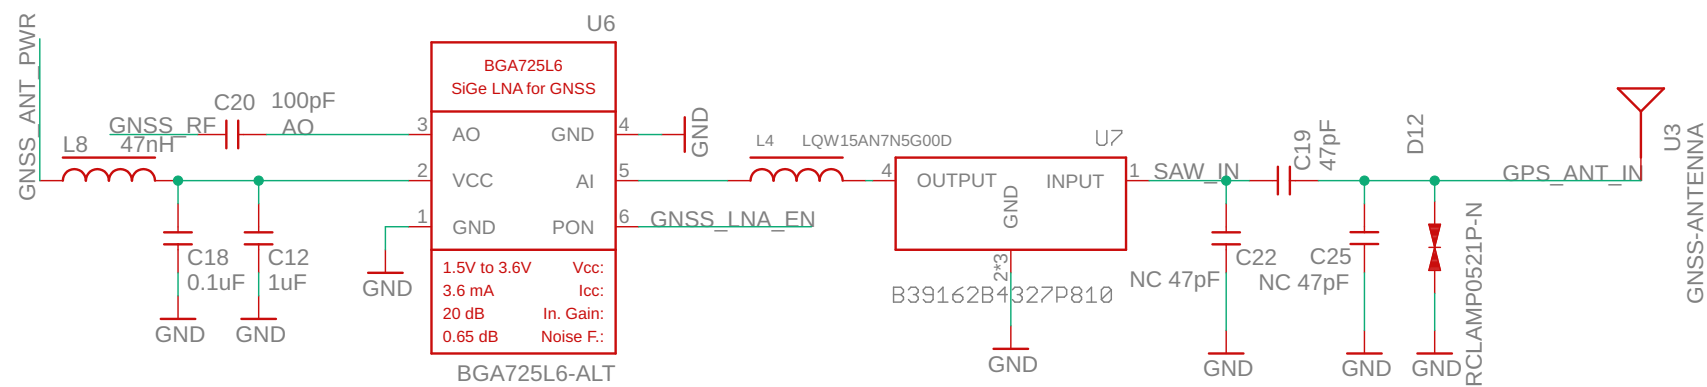 GNSS_ANT_PWR
L8
47nH
GNSS_RF
C20
100pF
AO
C18
0.1uF
GND
C12
1uF
GND
GND
U6
BGA725L6
SiGe LNA for GNSS
3
AO
GND
4
GND
2
VCC
AI
5
1
GND
PON
6
GNSS_LNA_EN
1.5V to 3.6V Vcc:
3.6 mA Icc:
20 dB In. Gain:
0.65 dB Noise F.:
BGA725L6-ALT
L4
LQW15AN7N5G00D
U7
4
OUTPUT
GND
INPUT
1
2*3
B39162B4327P810
GND
SAW_IN
C19
47pF
NC 47pF
C22
GND
C25
NC 47pF
GND
D12
RCLAMP0521P-N
GND
GPS_ANT_IN
U3
GNSS-ANTENNA